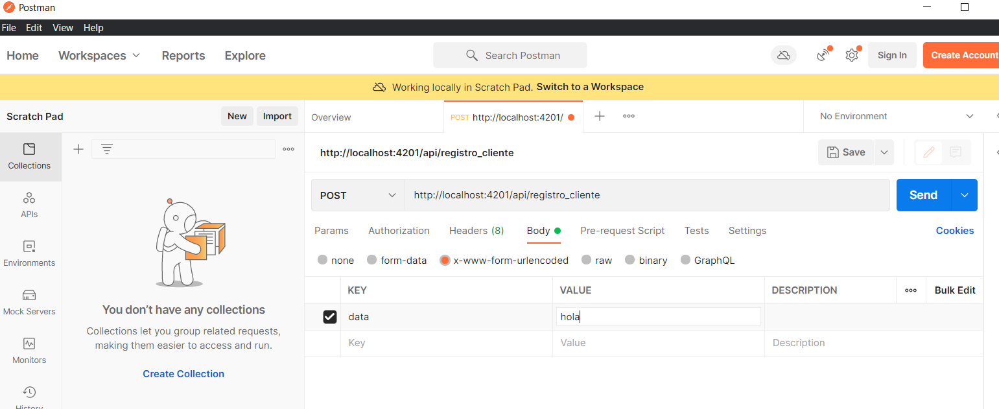 Postman
File Edit View Help
Home Workspaces Reports Explore Search Postman Sign In Create Account
Working locally in Scratch Pad. Switch to a Workspace
Scratch Pad New Import Overview POST http://localhost:4201/ No Environment
Collections
http://localhost:4201/api/registro_cliente Save
POST http://localhost:4201/api/registro_cliente Send
APIs
Params Authorization Headers (8) Body Pre-request Script Tests Settings Cookies
Environments
none form-data x-www-form-urlencoded raw binary GraphQL
KEY VALUE DESCRIPTION Bulk Edit
Mock Servers
You don’t have any collections
data hola
Collections let you group related requests,
making them easier to access and run.
Key Value Description
Monitors
Create Collection
History